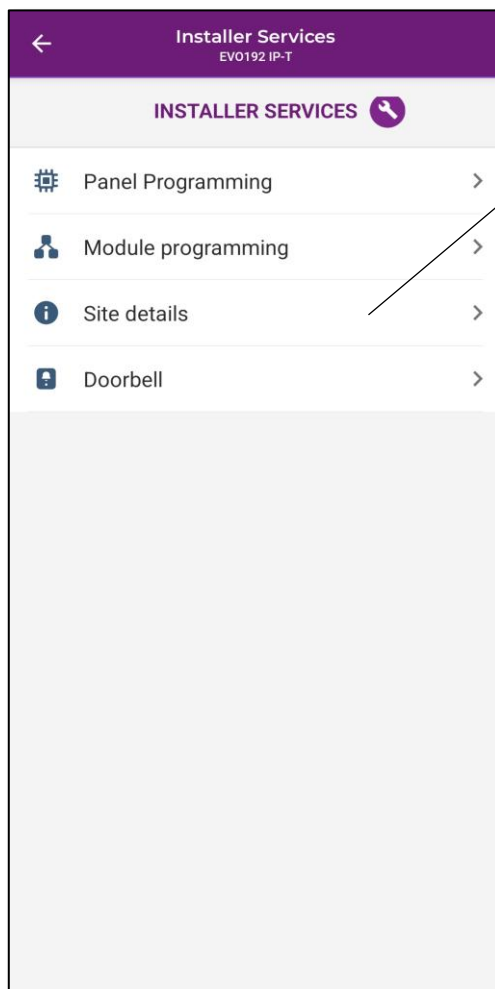 Installer Services
EVO192 IP-T
INSTALLER SERVICES
Panel Programming
Module programming
Site details
Doorbell